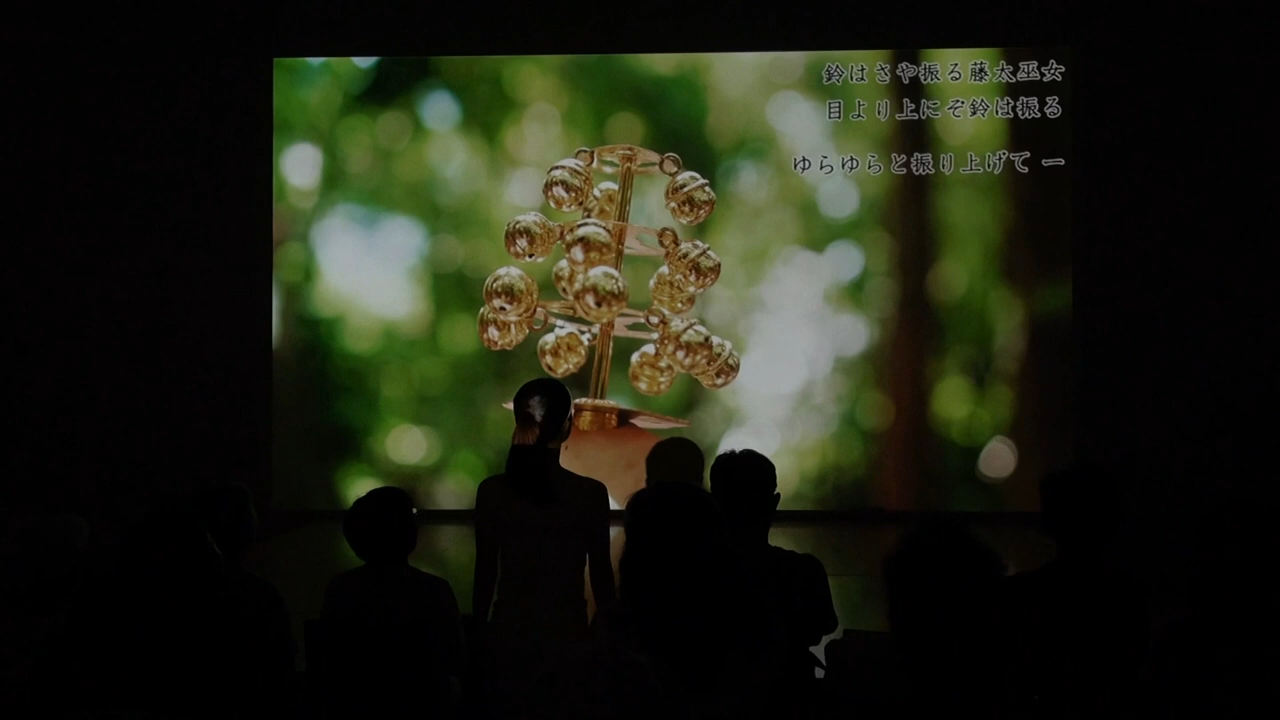 鈴はさや振る藤太巫女
目より上にぞ鈴は振る
ゆらゆらと振り上げて ー